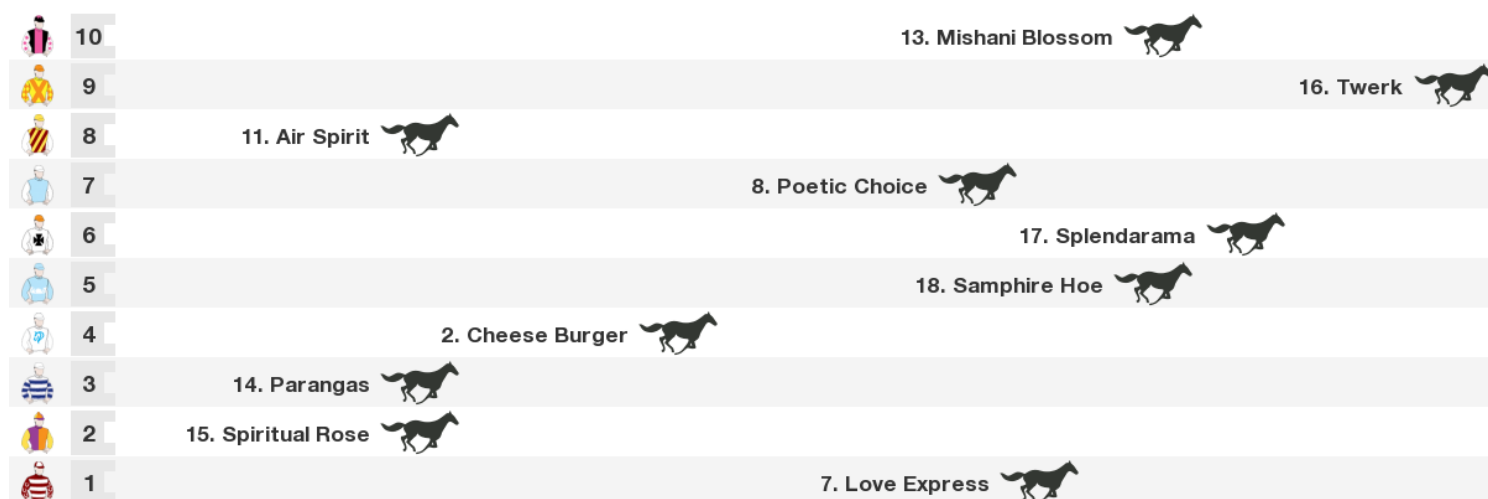 10 13. Mishani Blossom
9 16. Twerk
8 11. Air Spirit
7 8. Poetic Choice
6 17. Splendarama
5 18. Samphire Hoe
4 2. Cheese Burger
3 14. Parangas
2 15. Spiritual Rose
1 7. Love Express